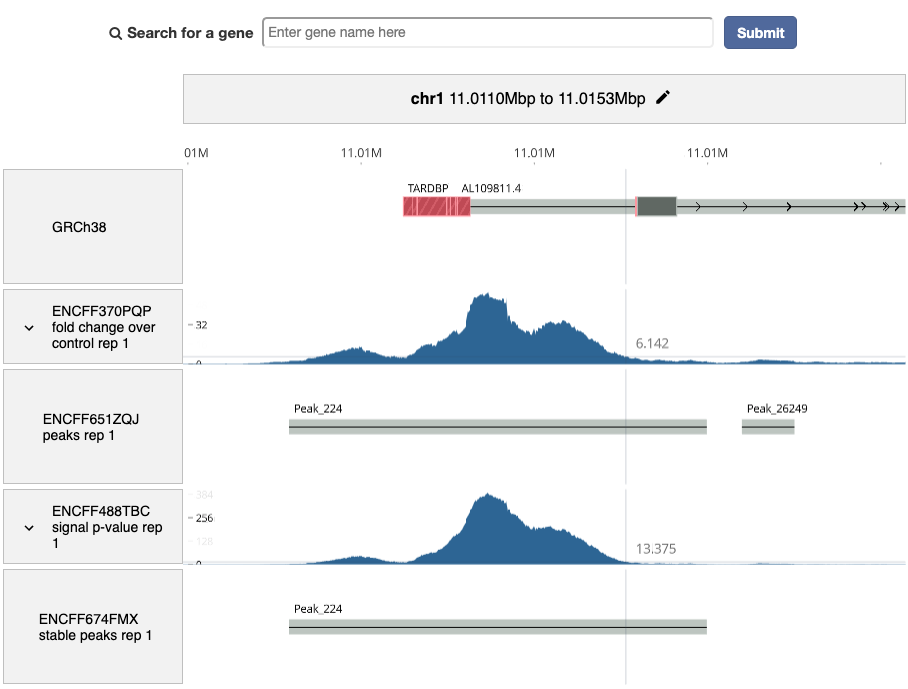 Search for a gene
Enter gene name here
Submit
chr1 11.0110Mbp to 11.0153Mbp
01M
11.01M
11.01M
11.01M
GRCh38
TARDBP
AL109811.4
ENCFF370PQP
fold change over
control rep 1
32
0
6.142
ENCFF651ZQJ
peaks rep 1
Peak_224
Peak_26249
ENCFF488TBC
signal p-value rep
1
384
256
128
0
13.375
ENCFF674FMX
stable peaks rep 1
Peak_224